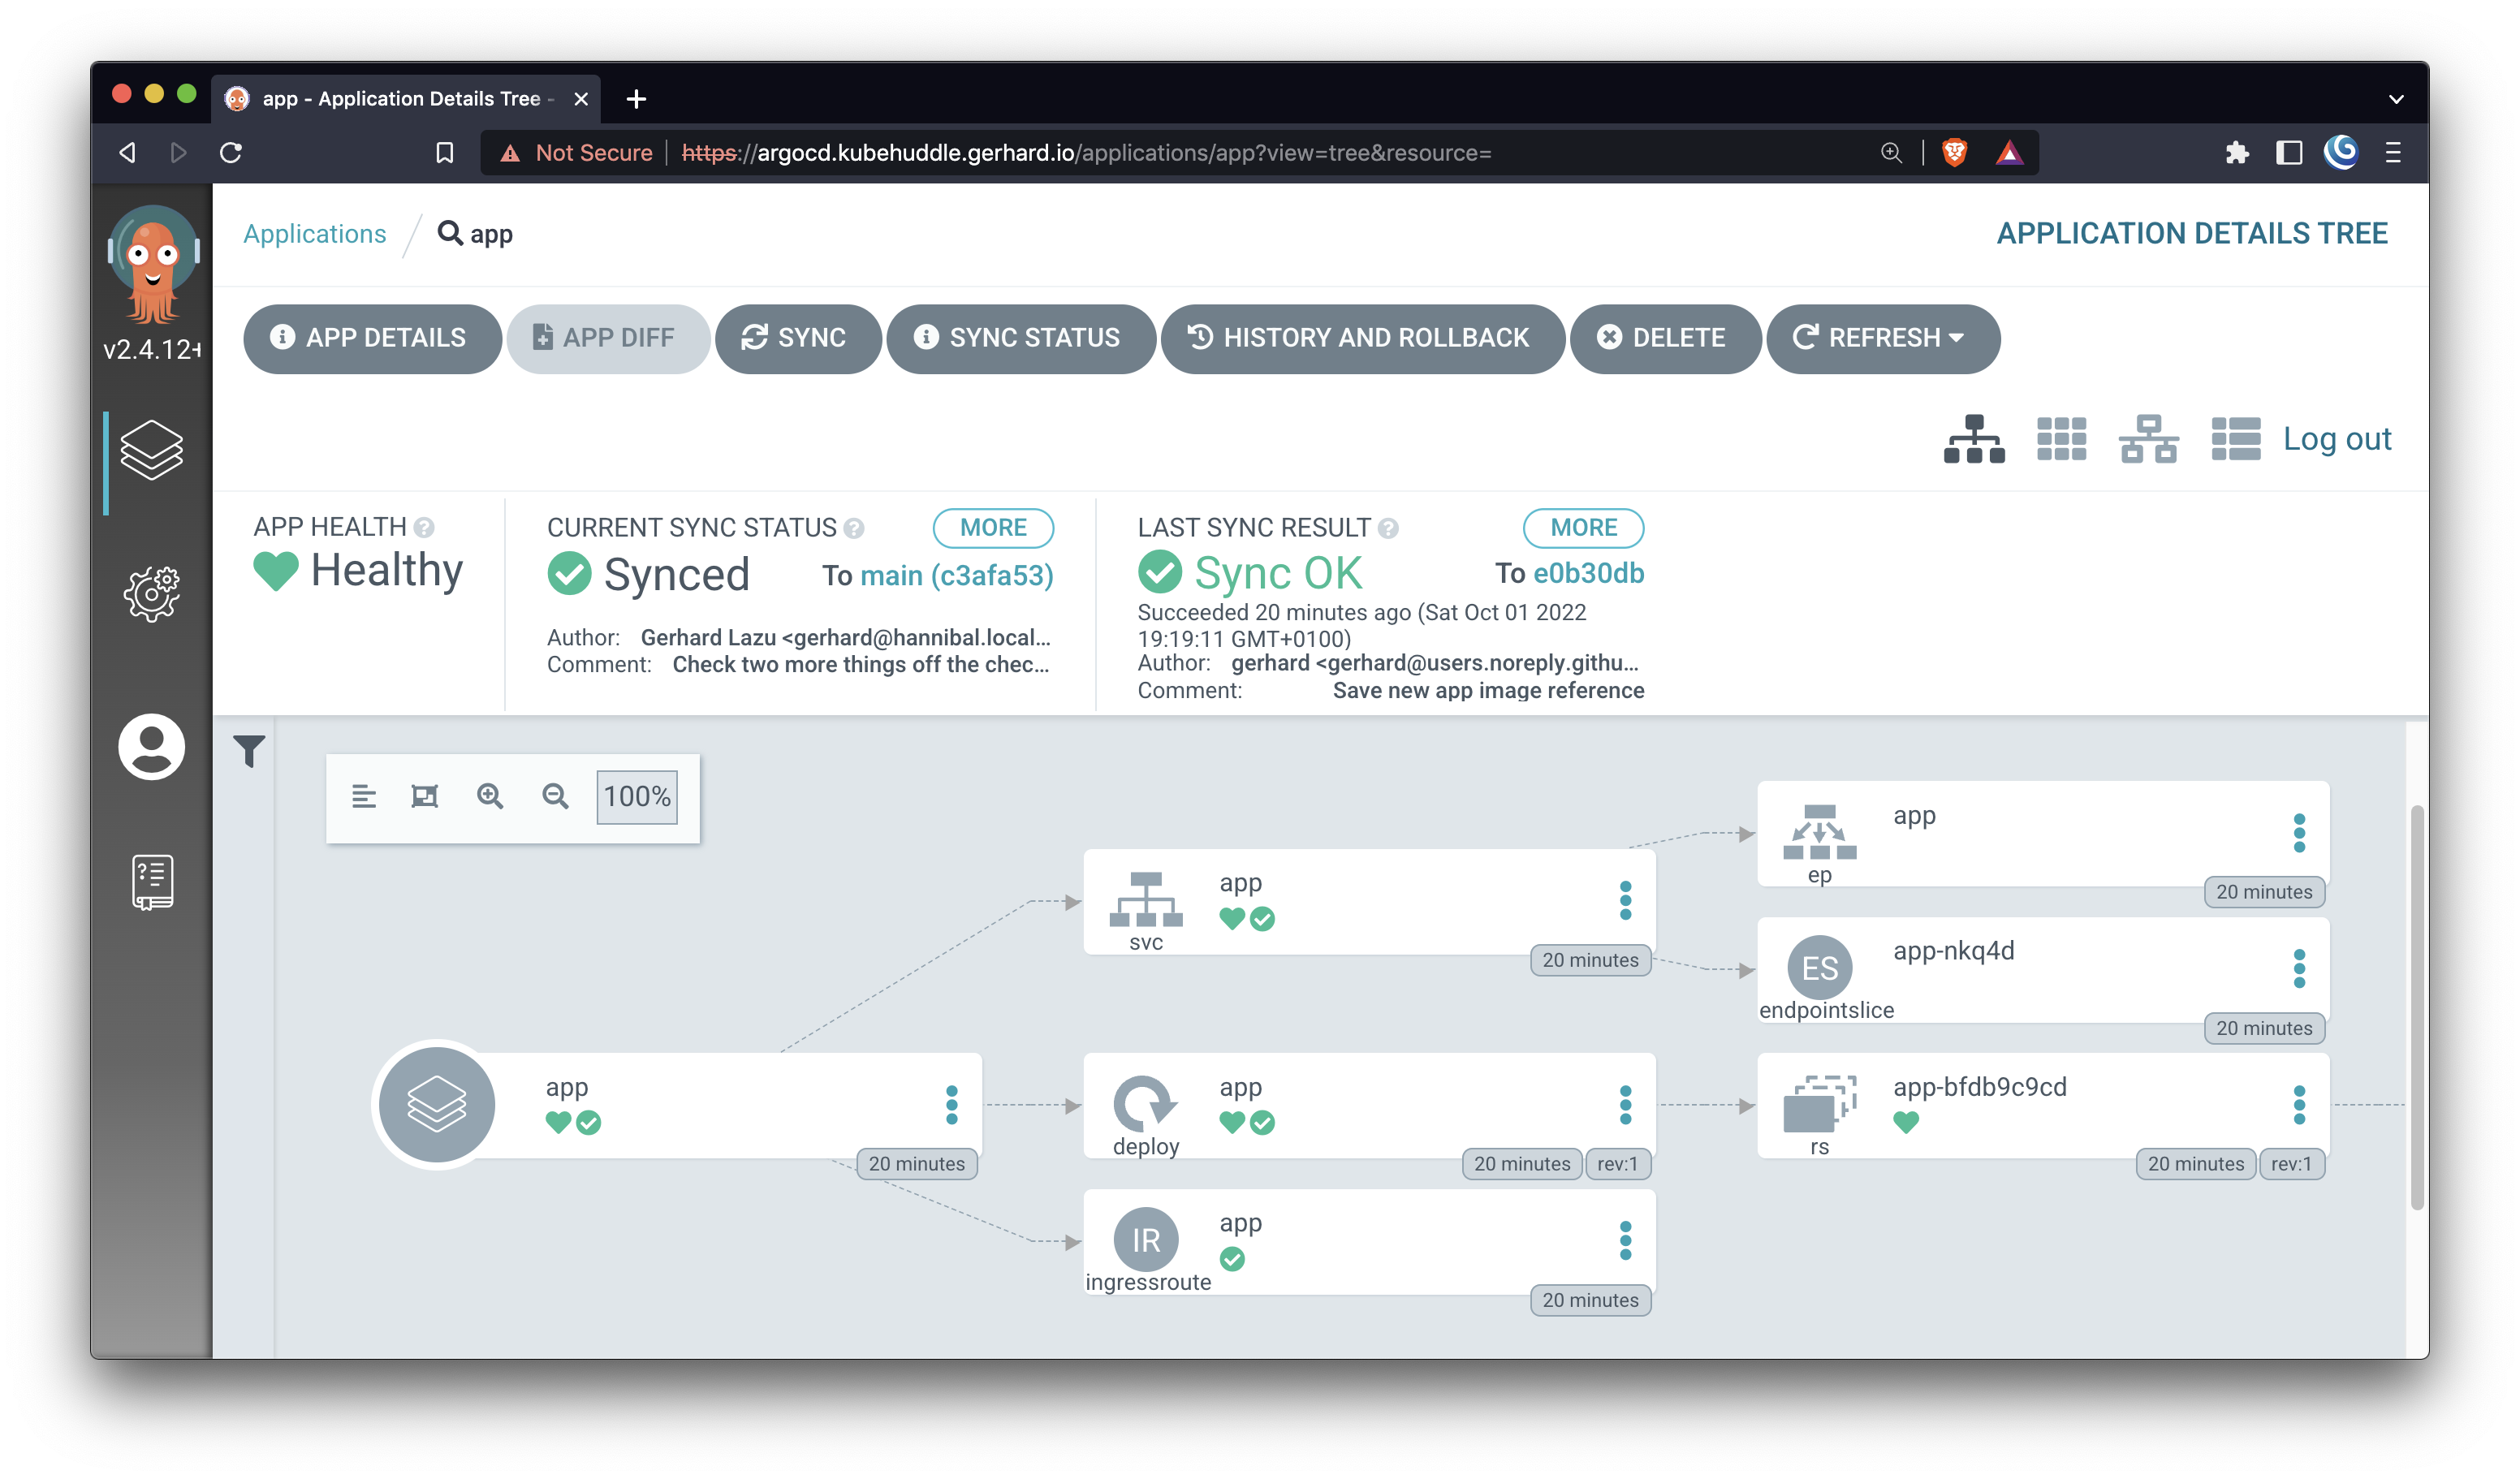 app - Application Details Tree -
Not Secure https://argocd.kubehuddle.gerhard.io/applications/app?view=tree&resource=
v2.4.12+
Applications / app
APPLICATION DETAILS TREE
APP DETAILS APP DIFF SYNC SYNC STATUS HISTORY AND ROLLBACK DELETE REFRESH
Log out
APP HEALTH
Healthy
CURRENT SYNC STATUS MORE
Synced To main (c3afa53)
Author: Gerhard Lazu <gerhard@hannibal.local...
Comment: Check two more things off the chec...
LAST SYNC RESULT MORE
Sync OK To e0b30db
Succeeded 20 minutes ago (Sat Oct 01 2022
19:19:11 GMT+0100)
Author: gerhard <gerhard@users.noreply.githu...
Comment: Save new app image reference
100%
app
20 minutes
app
svc
20 minutes
app
deploy
20 minutes rev:1
IR
app
ingressroute
20 minutes
app
ep
20 minutes
ES
app-nkq4d
endpointslice
20 minutes
app-bfdb9c9cd
rs
20 minutes rev:1